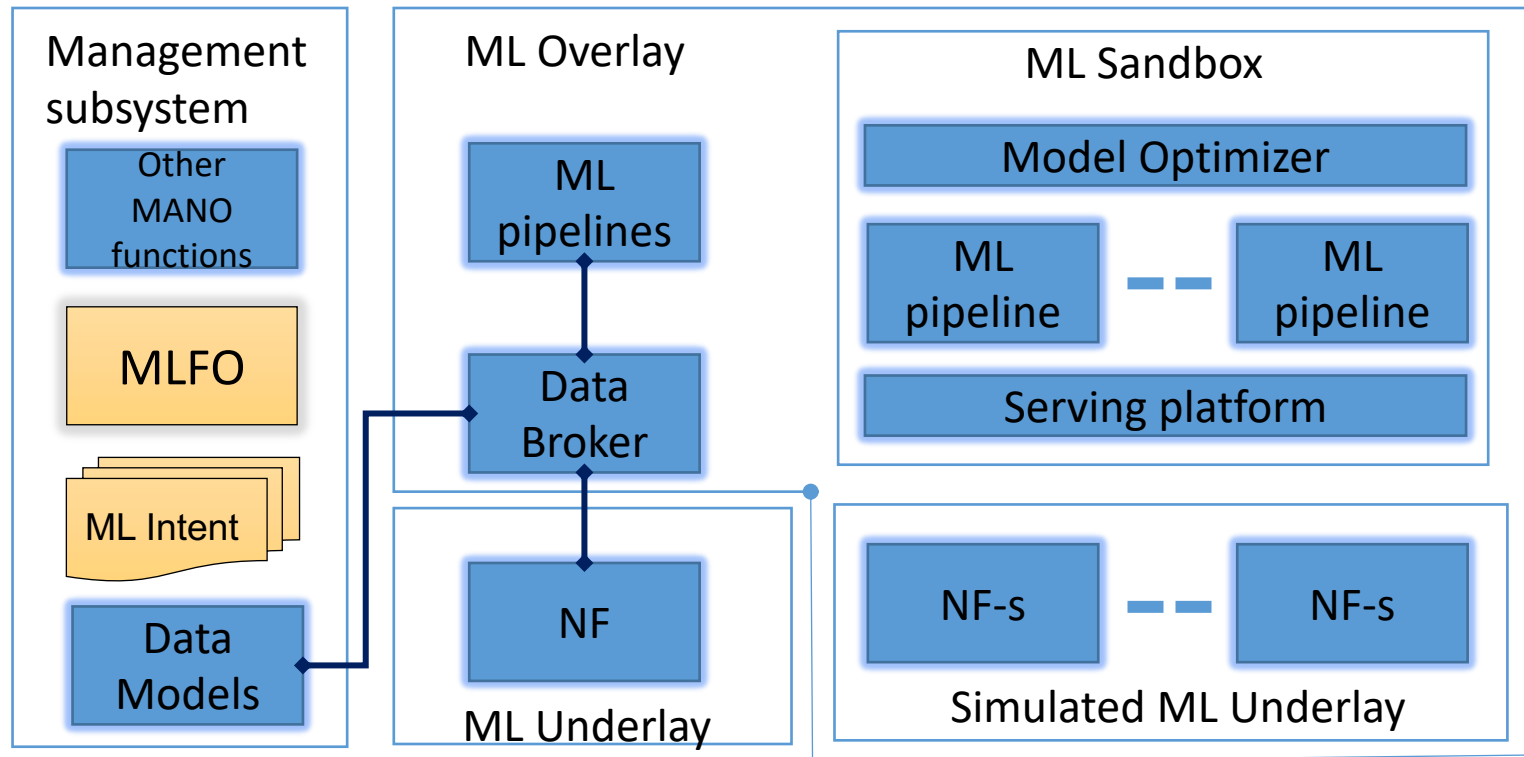 Management
subsystem
Other
MANO
functions
MLFO
ML Intent
Data
Models
ML Overlay
ML
pipelines
Data
Broker
NF
ML Underlay
ML Sandbox
Model Optimizer
ML
pipeline
ML
pipeline
Serving platform
NF-s
NF-s
Simulated ML Underlay